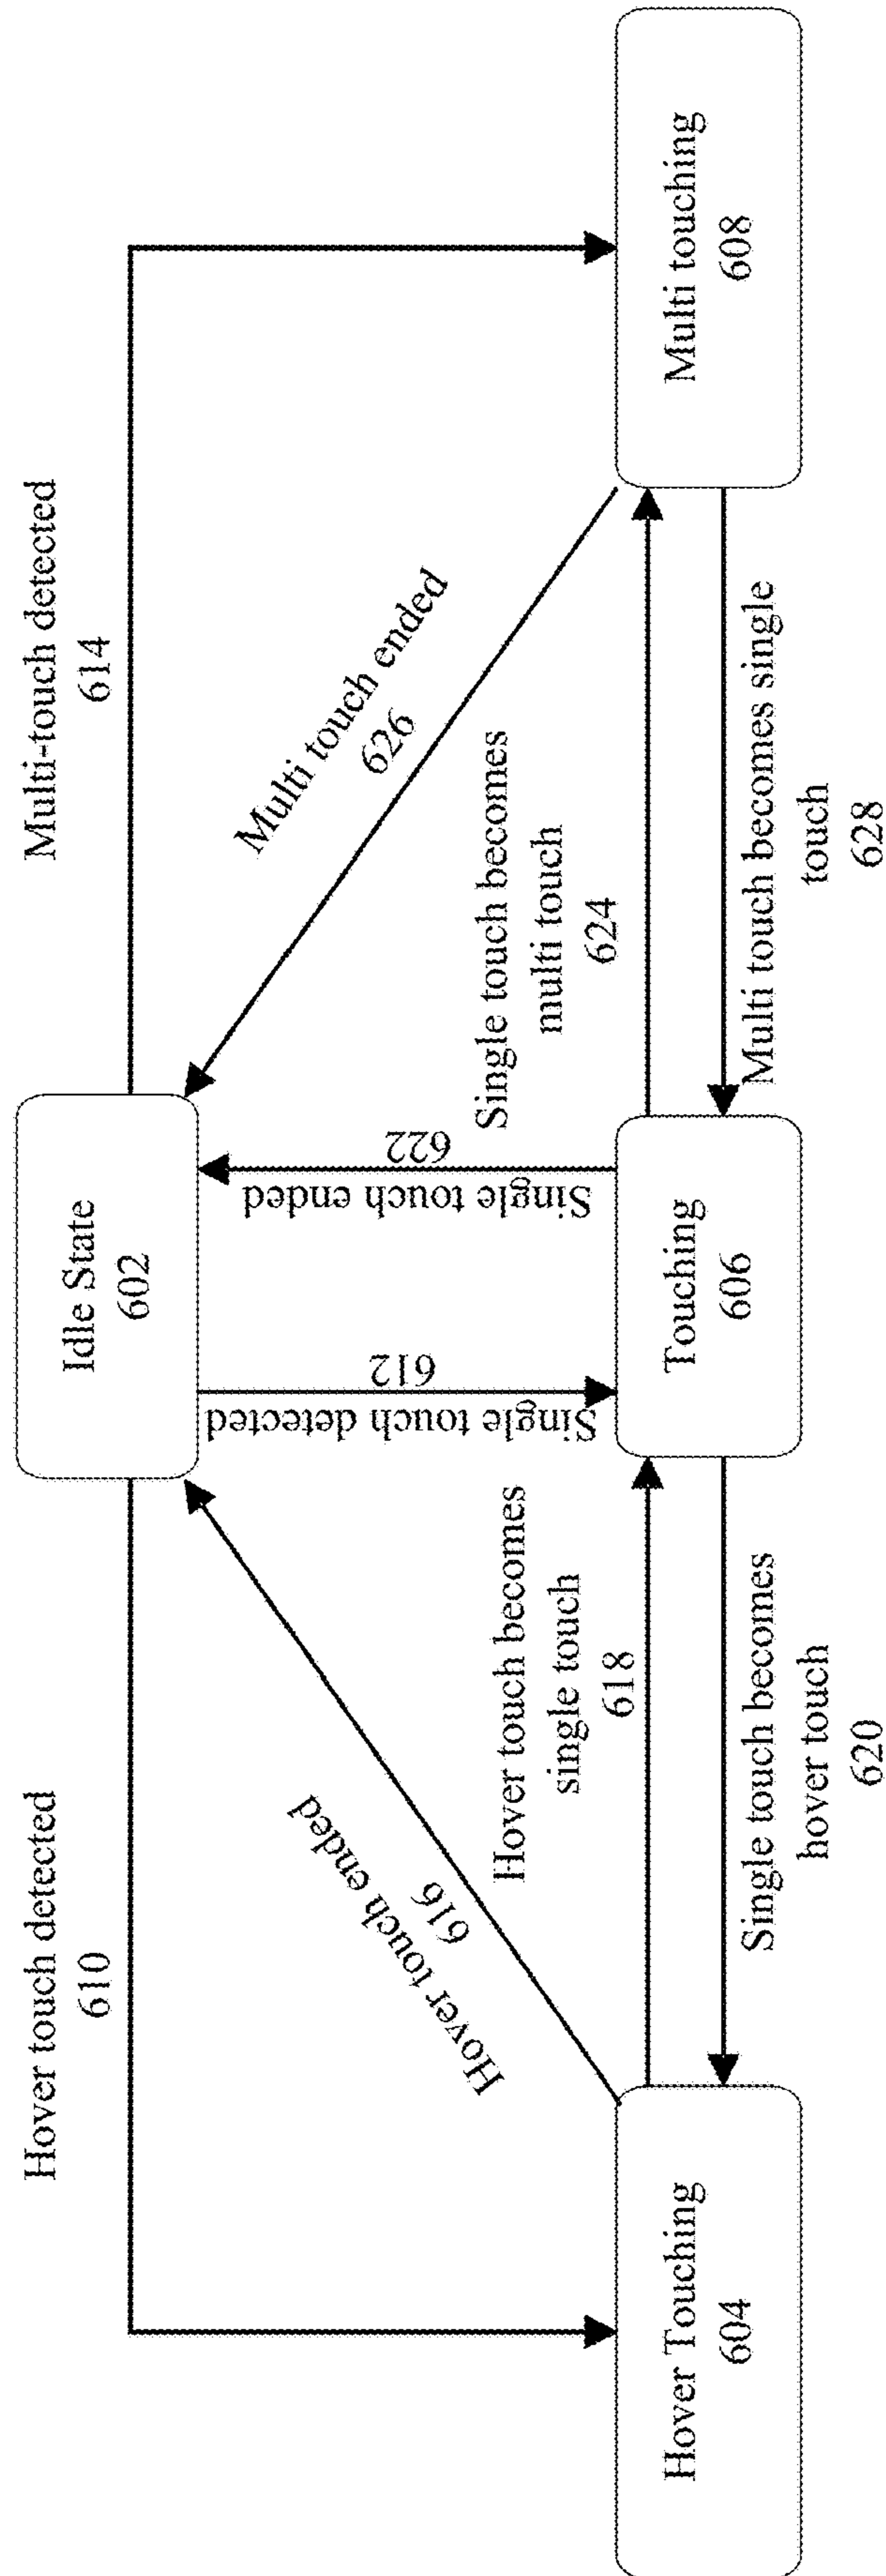 Hover touch detected
610
Multi-touch detected
614
Idle State
602
Hover touch ended
616
Single touch detected
612
Single touch ended
622
Multi touch ended
626
Hover touch becomes
single touch
618
Single touch becomes
multi touch
624
Hover Touching
604
Touching
606
Multi touching
608
Single touch becomes
hover touch
620
Multi touch becomes single
touch
628